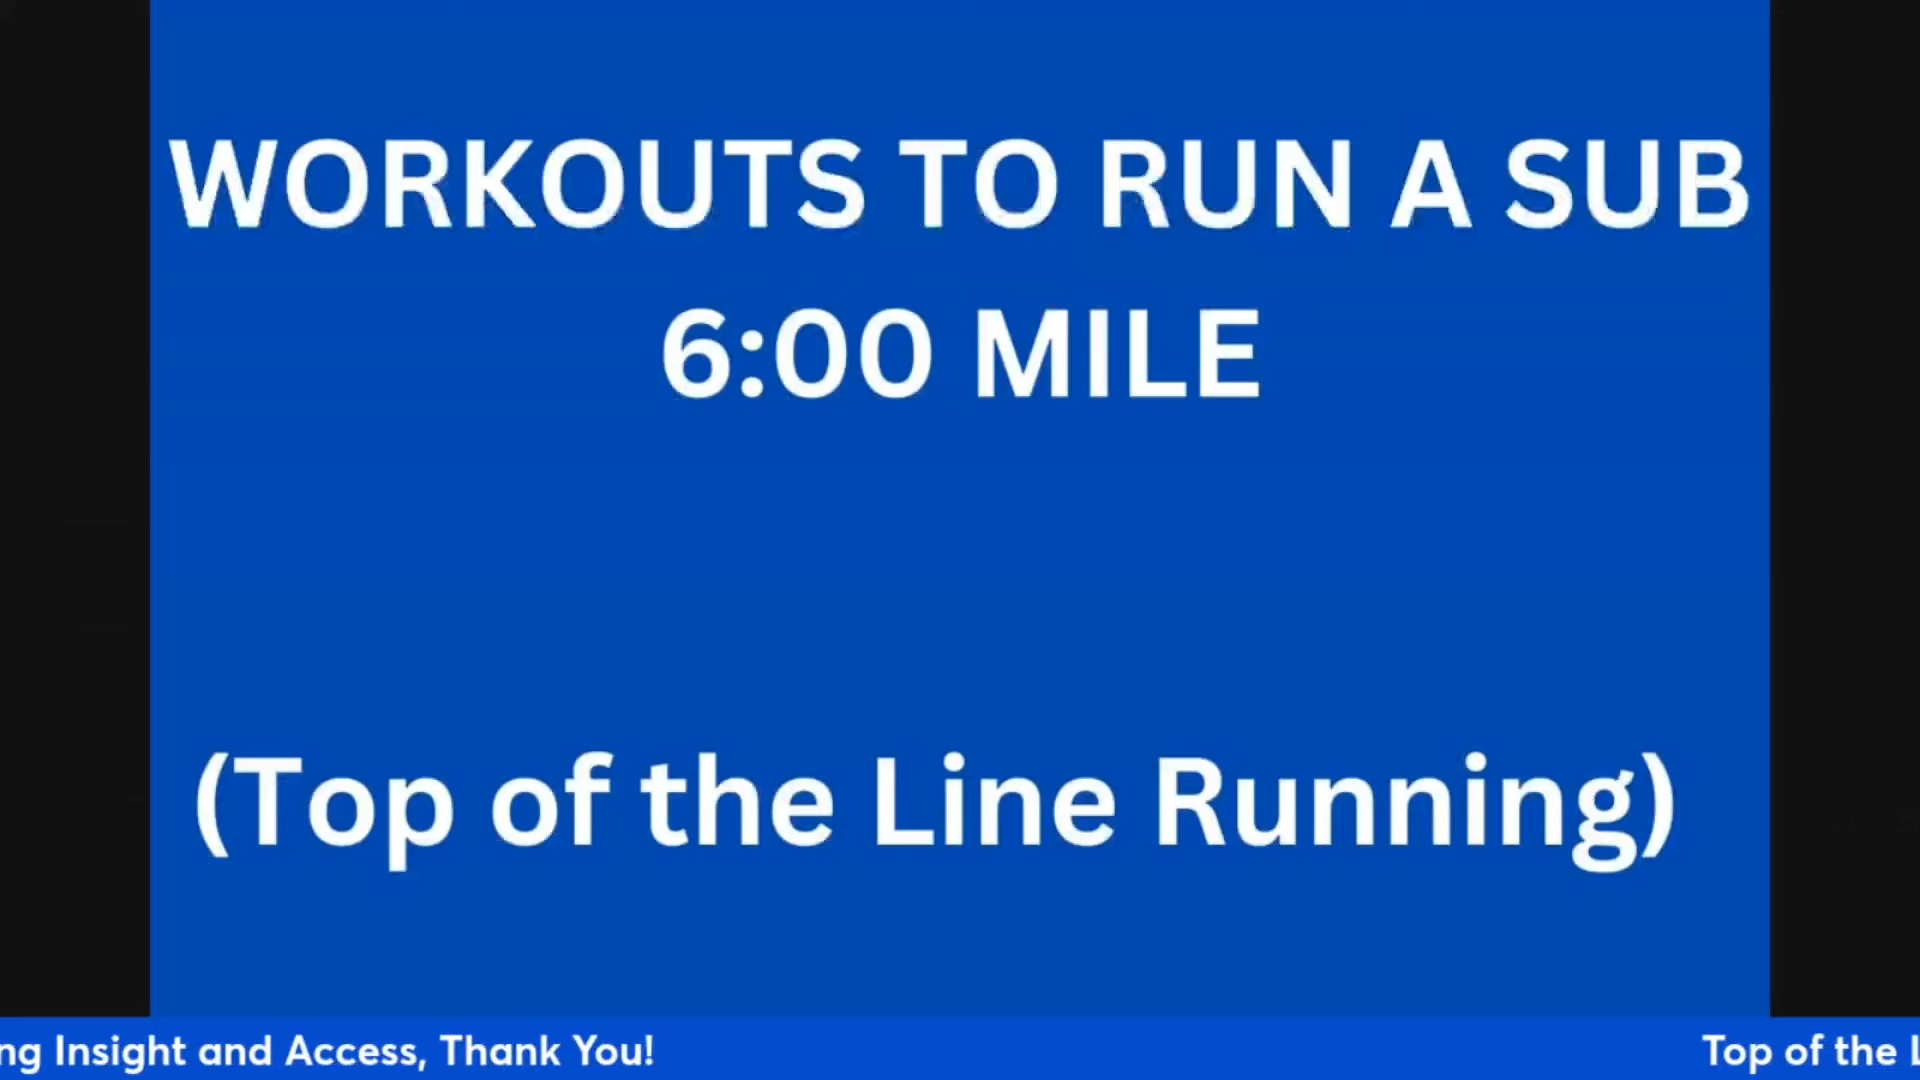 WORKOUTS TO RUN A SUB
6:00 MILE
(Top of the Line Running)
ng Insight and Access, Thank You!
Top of the L